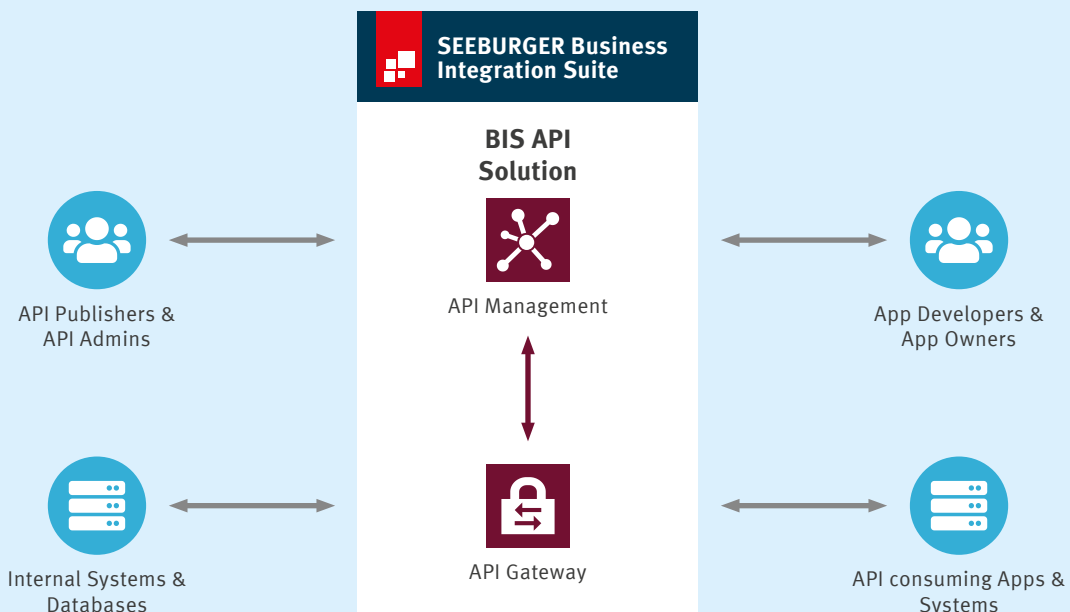 SEEBURGER Business
Integration Suite
BIS API
Solution
API Management
API Publishers &
API Admins
App Developers &
App Owners
API Gateway
Internal Systems &
Databases
API consuming Apps &
Systems